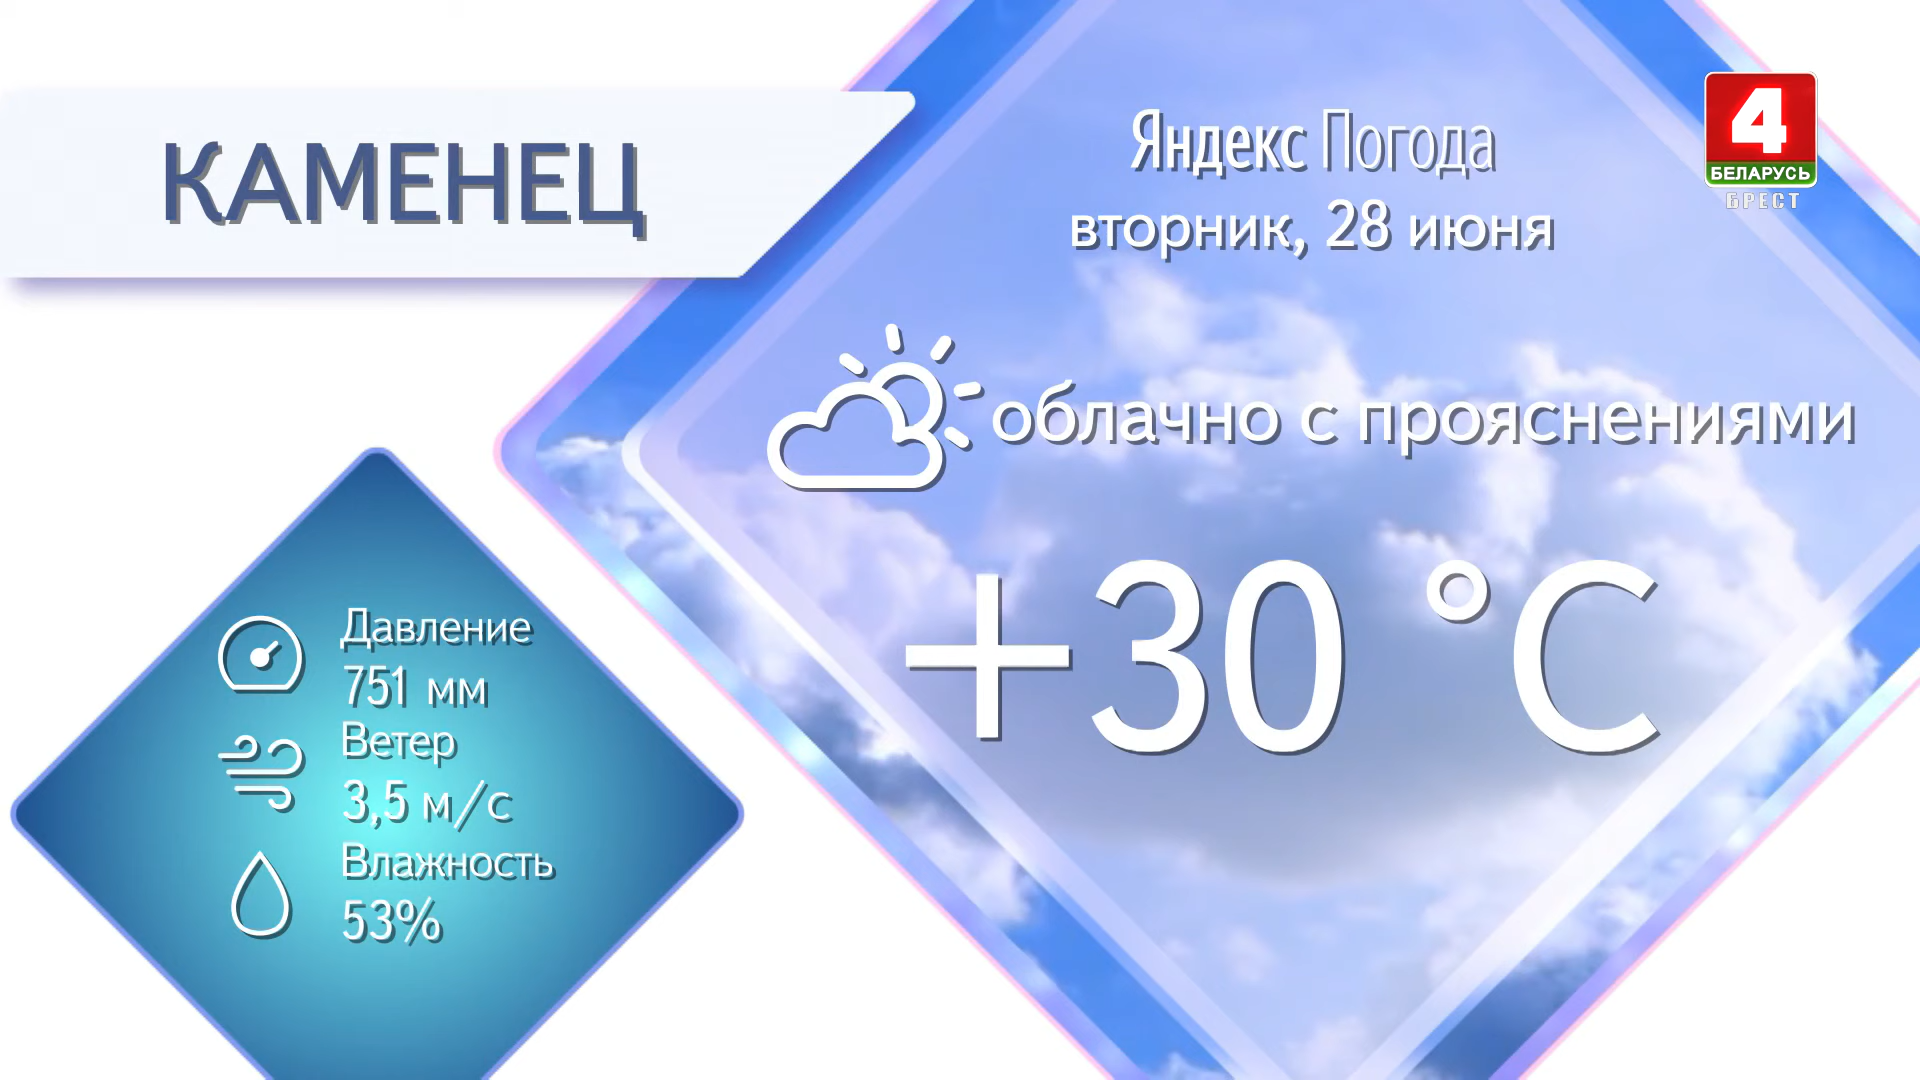 КАМЕНЕЦ
Яндекс Погода
вторник, 28 июня
4
БЕЛАРУСЬ
БРЕСТ
облачно с прояснениями
+30 °C
Давление
751 мм
Ветер
3,5 м/с
Влажность
53%